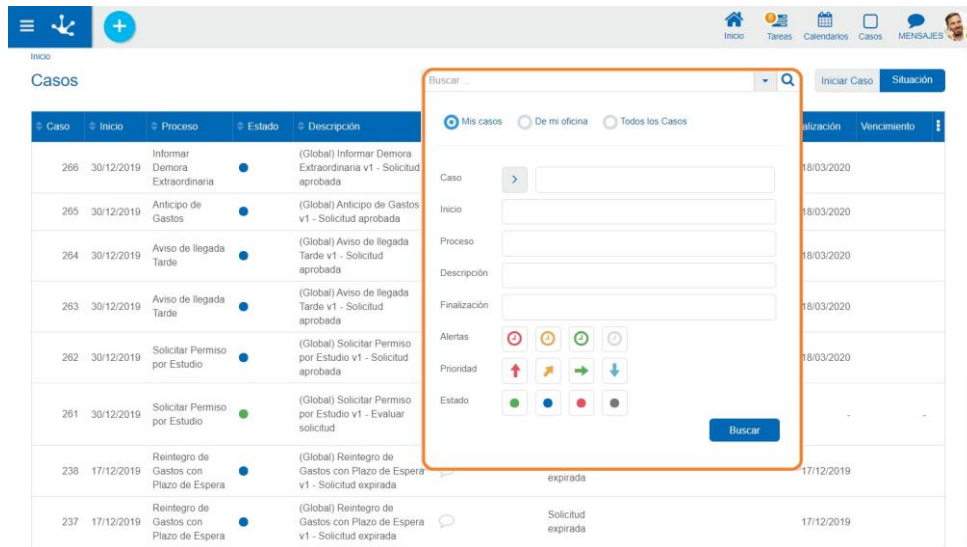 Inicio
Tareas
Calendarios
Casos
MENSAJES
Inicio
Casos
Buscar ...
Iniciar Caso
Situación
Caso
Inicio
Proceso
Estado
Descripción
Vencimiento
Mis casos
De mi oficina
Todos los Casos
Caso
Inicio
Proceso
Descripción
Finalización
Alertas
Prioridad
Estado
Buscar
266 30/12/2019
Informar
Demora
Extraordinaria
(Global) Informar Demora
Extraordinaria v1 - Solicitud
aprobada
18/03/2020
265 30/12/2019
Anticipo de
Gastos
(Global) Anticipo de Gastos
v1 - Solicitud aprobada
18/03/2020
264 30/12/2019
Aviso de llegada
Tarde
(Global) Aviso de llegada
Tarde v1 - Solicitud
aprobada
18/03/2020
263 30/12/2019
Aviso de llegada
Tarde
(Global) Aviso de llegada
Tarde v1 - Solicitud
aprobada
18/03/2020
262 30/12/2019
Solicitar Permiso
por Estudio
(Global) Solicitar Permiso
por Estudio v1 - Solicitud
aprobada
18/03/2020
261 30/12/2019
Solicitar Permiso
por Estudio
(Global) Solicitar Permiso
por Estudio v1 - Evaluar
solicitud
- -
238 17/12/2019
Reintegro de
Gastos con
Plazo de Espera
(Global) Reintegro de
Gastos con Plazo de Espera
v1 - Solicitud expirada
expirada
17/12/2019
237 17/12/2019
Reintegro de
Gastos con
Plazo de Espera
(Global) Reintegro de
Gastos con Plazo de Espera
v1 - Solicitud expirada
Solicitud
expirada
17/12/2019